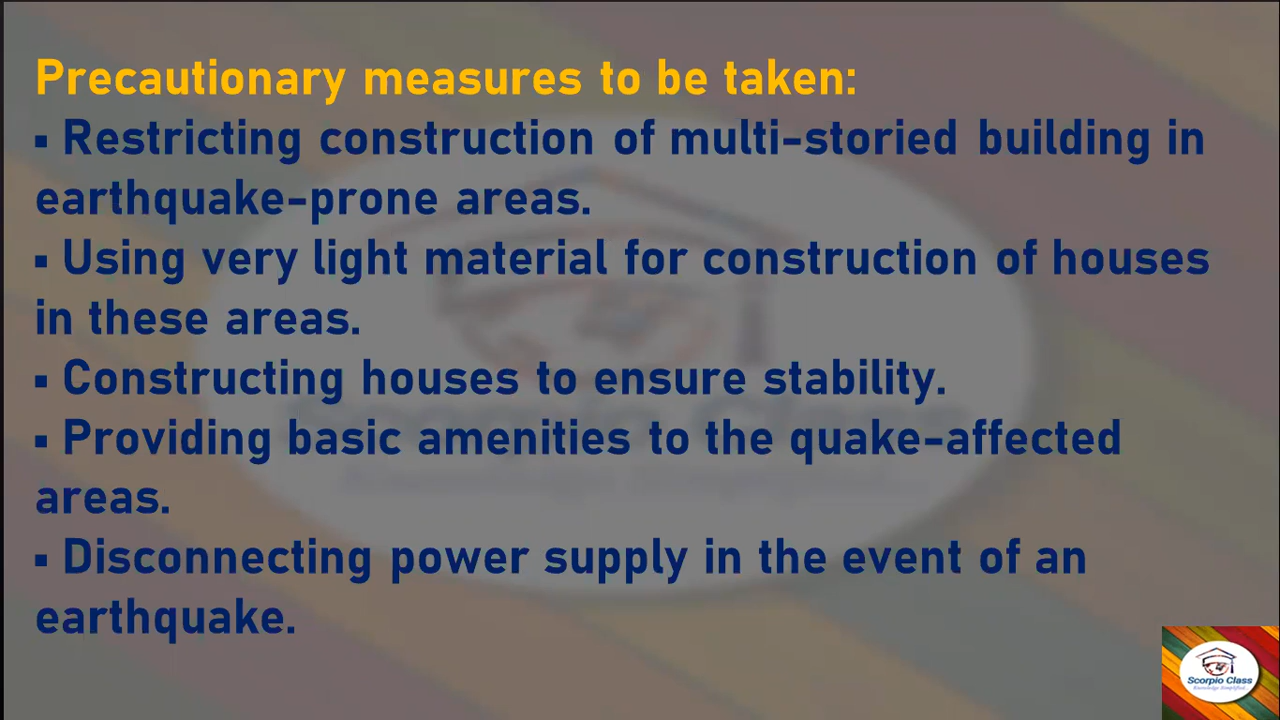 Precautionary measures to be taken:
▪ Restricting construction of multi-storied building in
earthquake-prone areas.
▪ Using very light material for construction of houses
in these areas.
▪ Constructing houses to ensure stability.
▪ Providing basic amenities to the quake-affected
areas.
▪ Disconnecting power supply in the event of an
earthquake.
Scorpio Class
Knowledge Simplified...